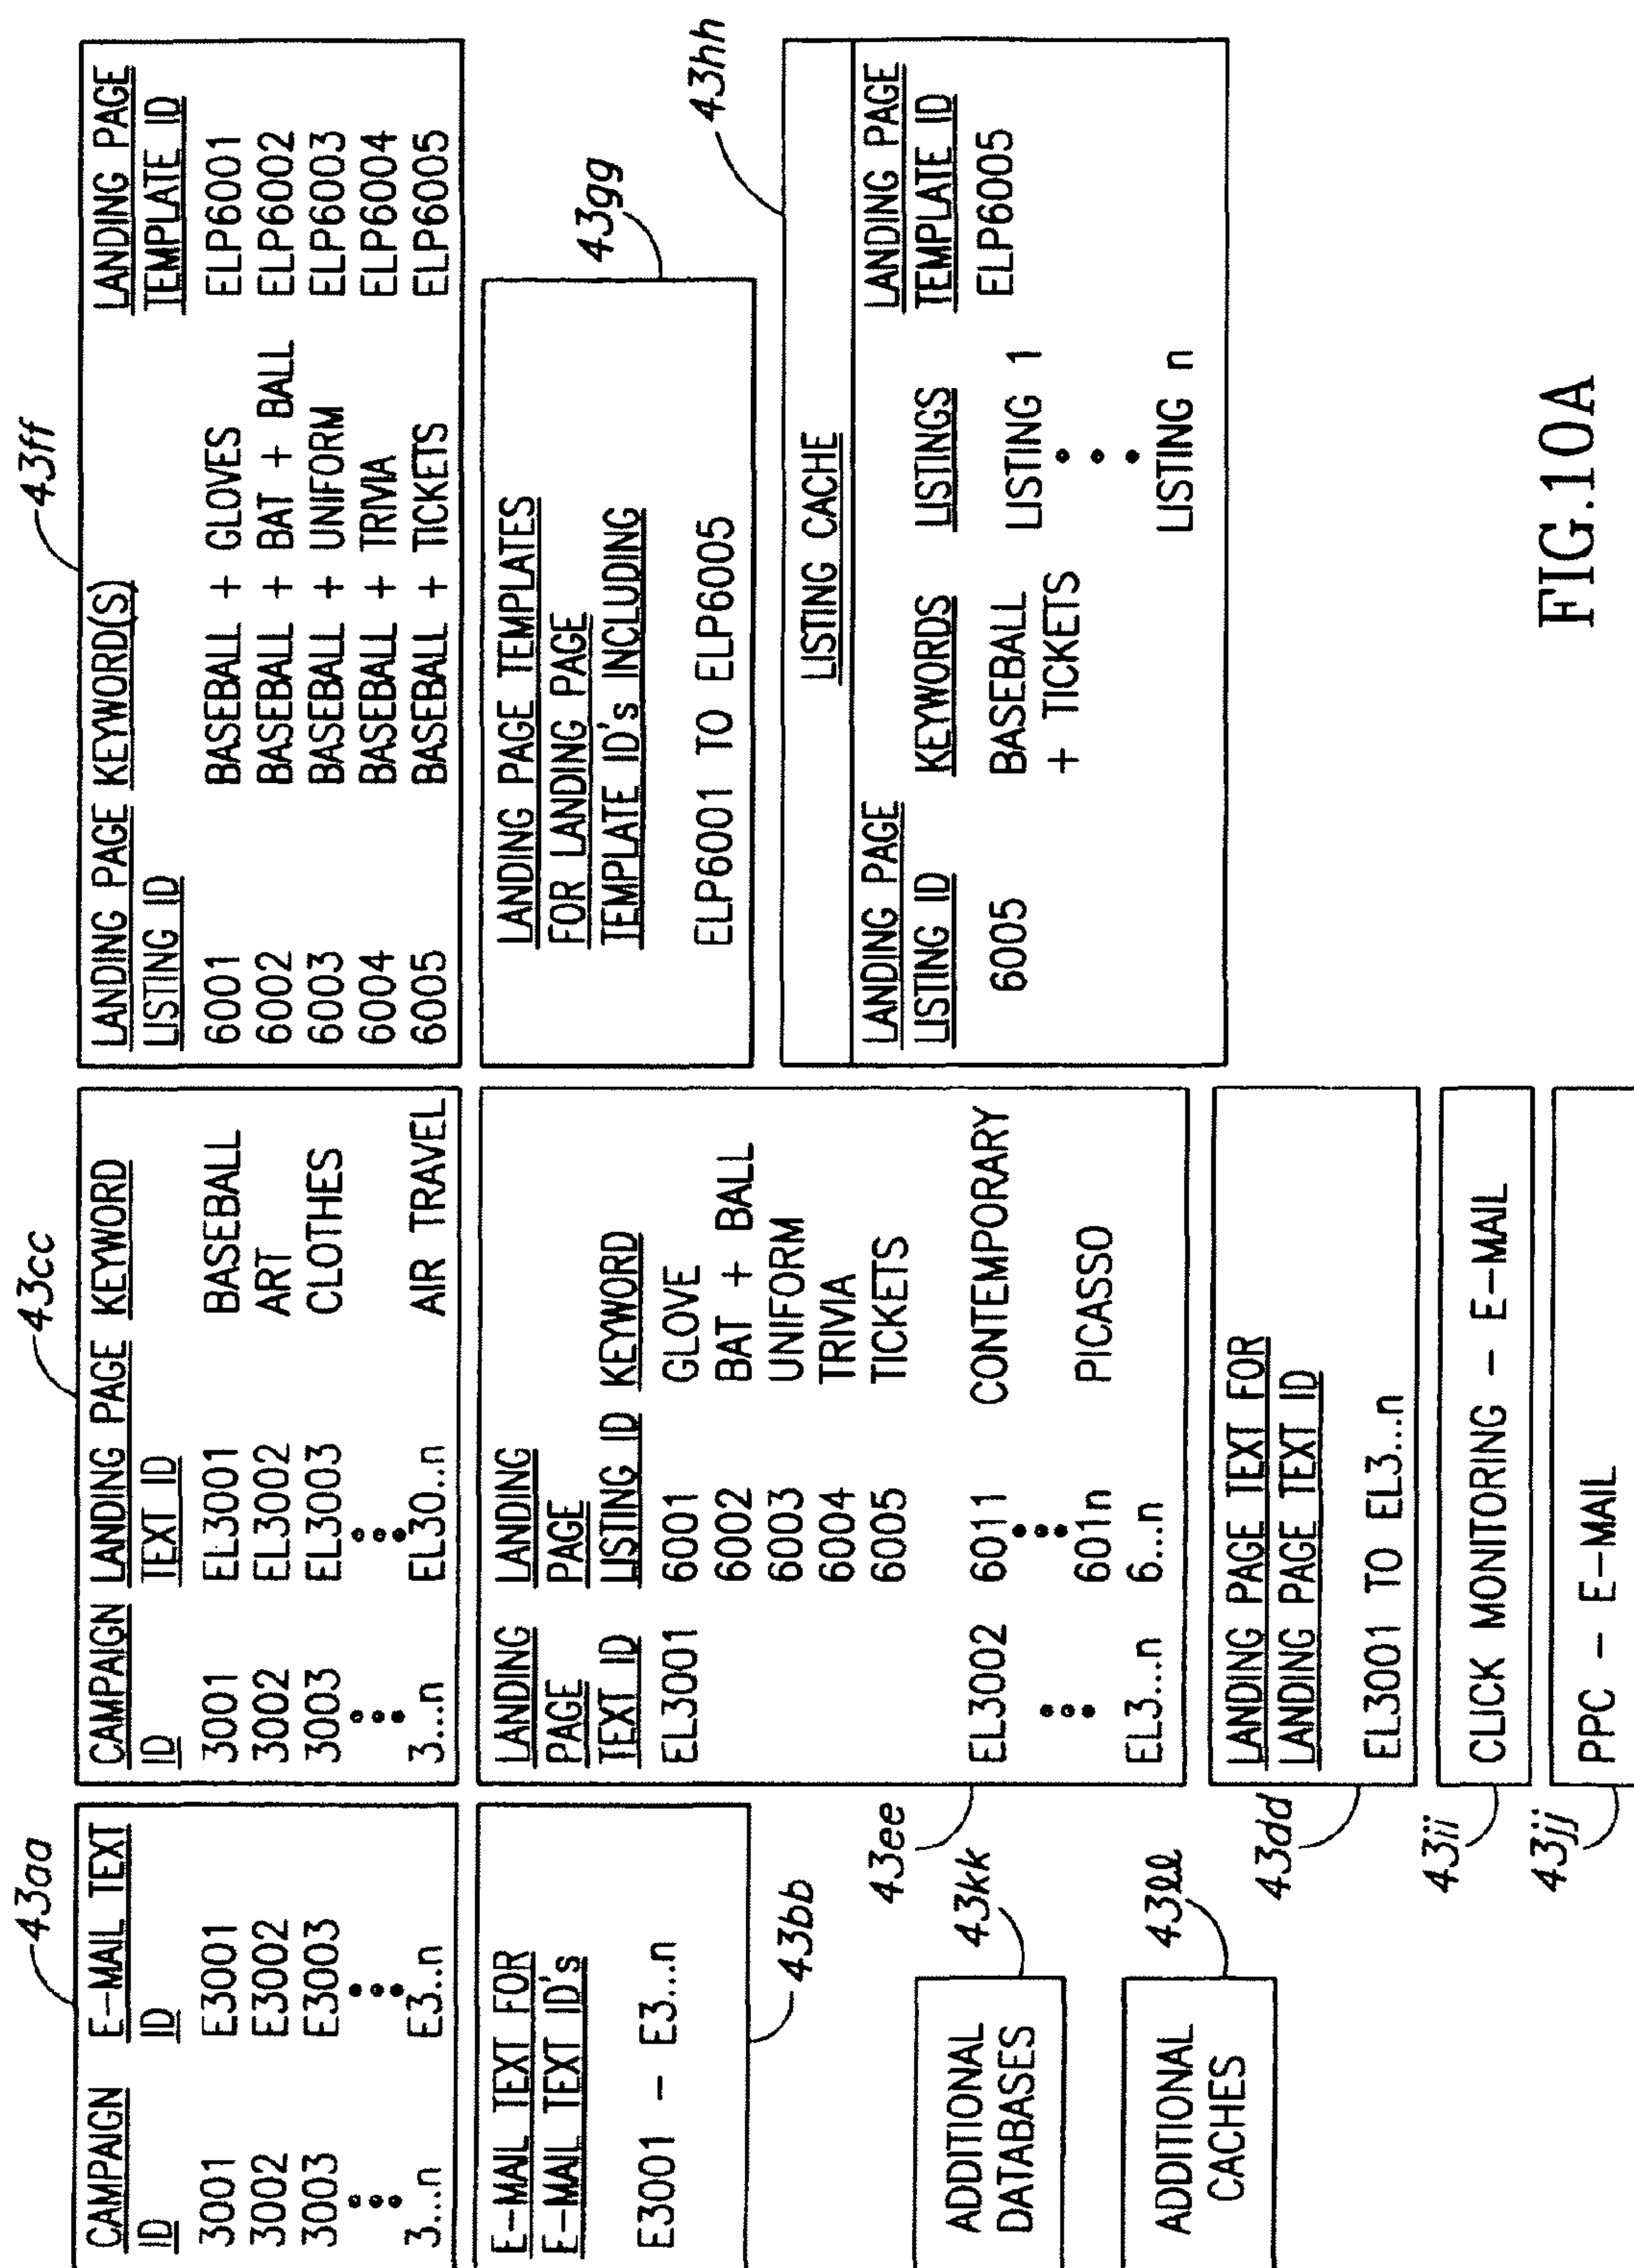 43aa
CAMPAIGN E-MAIL TEXT
ID ID
3001 E3001
3002 E3002
3003 E3003
3...n E3..n
E-MAIL TEXT FOR
E-MAIL TEXT ID's
E3001 - E3...n
43bb
ADDITIONAL
DATABASES
43kk
ADDITIONAL
CACHES
43ll
43cc
CAMPAIGN LANDING PAGE KEYWORD
ID TEXT ID
3001 EL3001 BASEBALL
3002 EL3002 ART
3003 EL3003 CLOTHES
3...n EL30..n AIR TRAVEL
LANDING LANDING
PAGE PAGE
TEXT ID LISTING ID KEYWORD
EL3001 6001 GLOVE
6002 BAT + BALL
6003 UNIFORM
6004 TRIVIA
6005 TICKETS
EL3002 6011 CONTEMPORARY
601n PICASSO
EL3...n 6...n
43ee
LANDING PAGE TEXT FOR
LANDING PAGE TEXT ID
EL3001 TO EL3...n
43dd
CLICK MONITORING - E-MAIL
43ii
PPC - E-MAIL
43jj
43ff
LANDING PAGE KEYWORD(S) LANDING PAGE
LISTING ID TEMPLATE ID
6001 BASEBALL + GLOVES ELP6001
6002 BASEBALL + BAT + BALL ELP6002
6003 BASEBALL + UNIFORM ELP6003
6004 BASEBALL + TRIVIA ELP6004
6005 BASEBALL + TICKETS ELP6005
LANDING PAGE TEMPLATES
FOR LANDING PAGE
TEMPLATE ID's INCLUDING
ELP6001 TO ELP6005
43gg
LISTING CACHE
LANDING PAGE LANDING PAGE
LISTING ID KEYWORDS LISTINGS TEMPLATE ID
6005 BASEBALL LISTING 1 ELP6005
+ TICKETS
LISTING n
43hh
FIG.10A